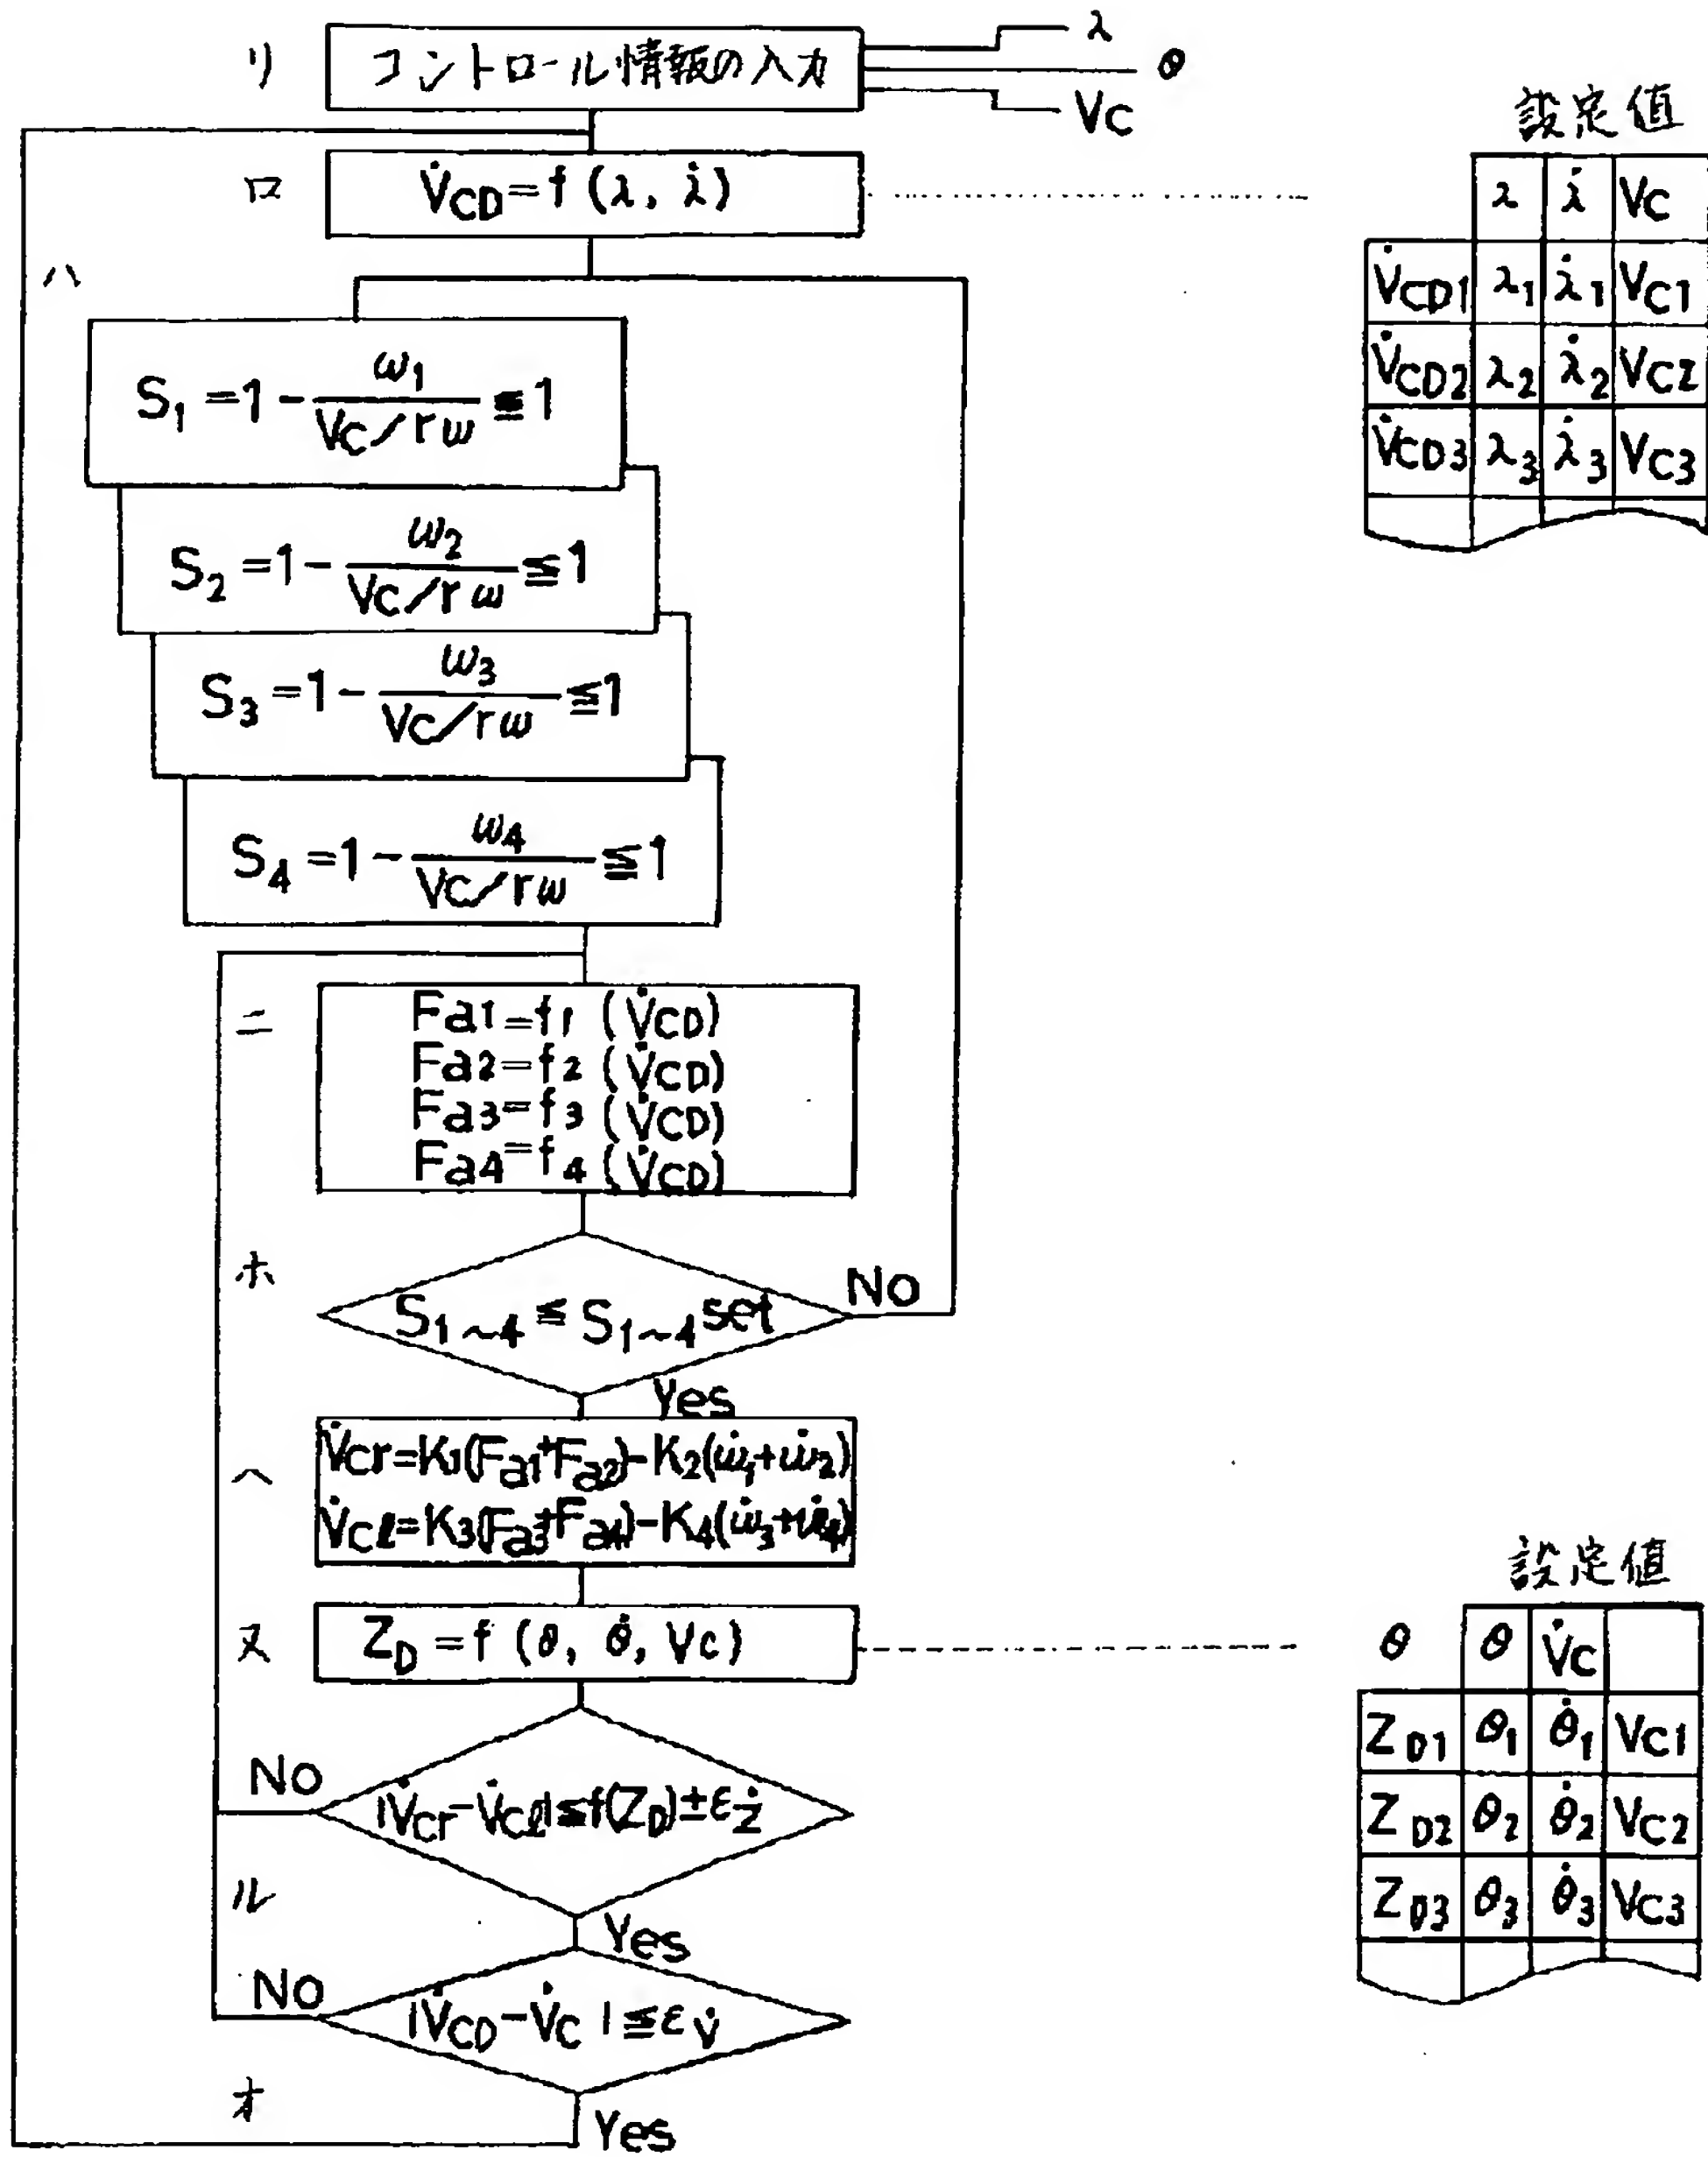 リ コントロール情報の入力 λ
θ
Vc
ロ V̇CD=f(λ, λ̇)
ハ
S1=1-ω1/(Vc/rω)≦1
S2=1-ω2/(Vc/rω)≦1
S3=1-ω3/(Vc/rω)≦1
S4=1-ω4/(Vc/rω)≦1
ニ Fa1=f1(V̇CD)
Fa2=f2(V̇CD)
Fa3=f3(V̇CD)
Fa4=f4(V̇CD)
ホ S1~4≦S1~4set No
Yes
ヘ V̇cr=K1(Fa1+Fa2)-K2(ω̇1+ω̇2)
V̇cl=K3(Fa3+Fa4)-K4(ω̇3+ω̇4)
ヌ ZD=f(θ, θ̇, Vc)
No |V̇cr-V̇cl|≦f(ZD)±εż
ル Yes
No |V̇CD-V̇C|≦εv̇
オ Yes
設定値
λ λ̇ Vc
V̇CD1 λ1 λ̇1 Vc1
V̇CD2 λ2 λ̇2 Vc2
V̇CD3 λ3 λ̇3 Vc3
設定値
θ θ V̇c
ZD1 θ1 θ̇1 Vc1
ZD2 θ2 θ̇2 Vc2
ZD3 θ3 θ̇3 Vc3